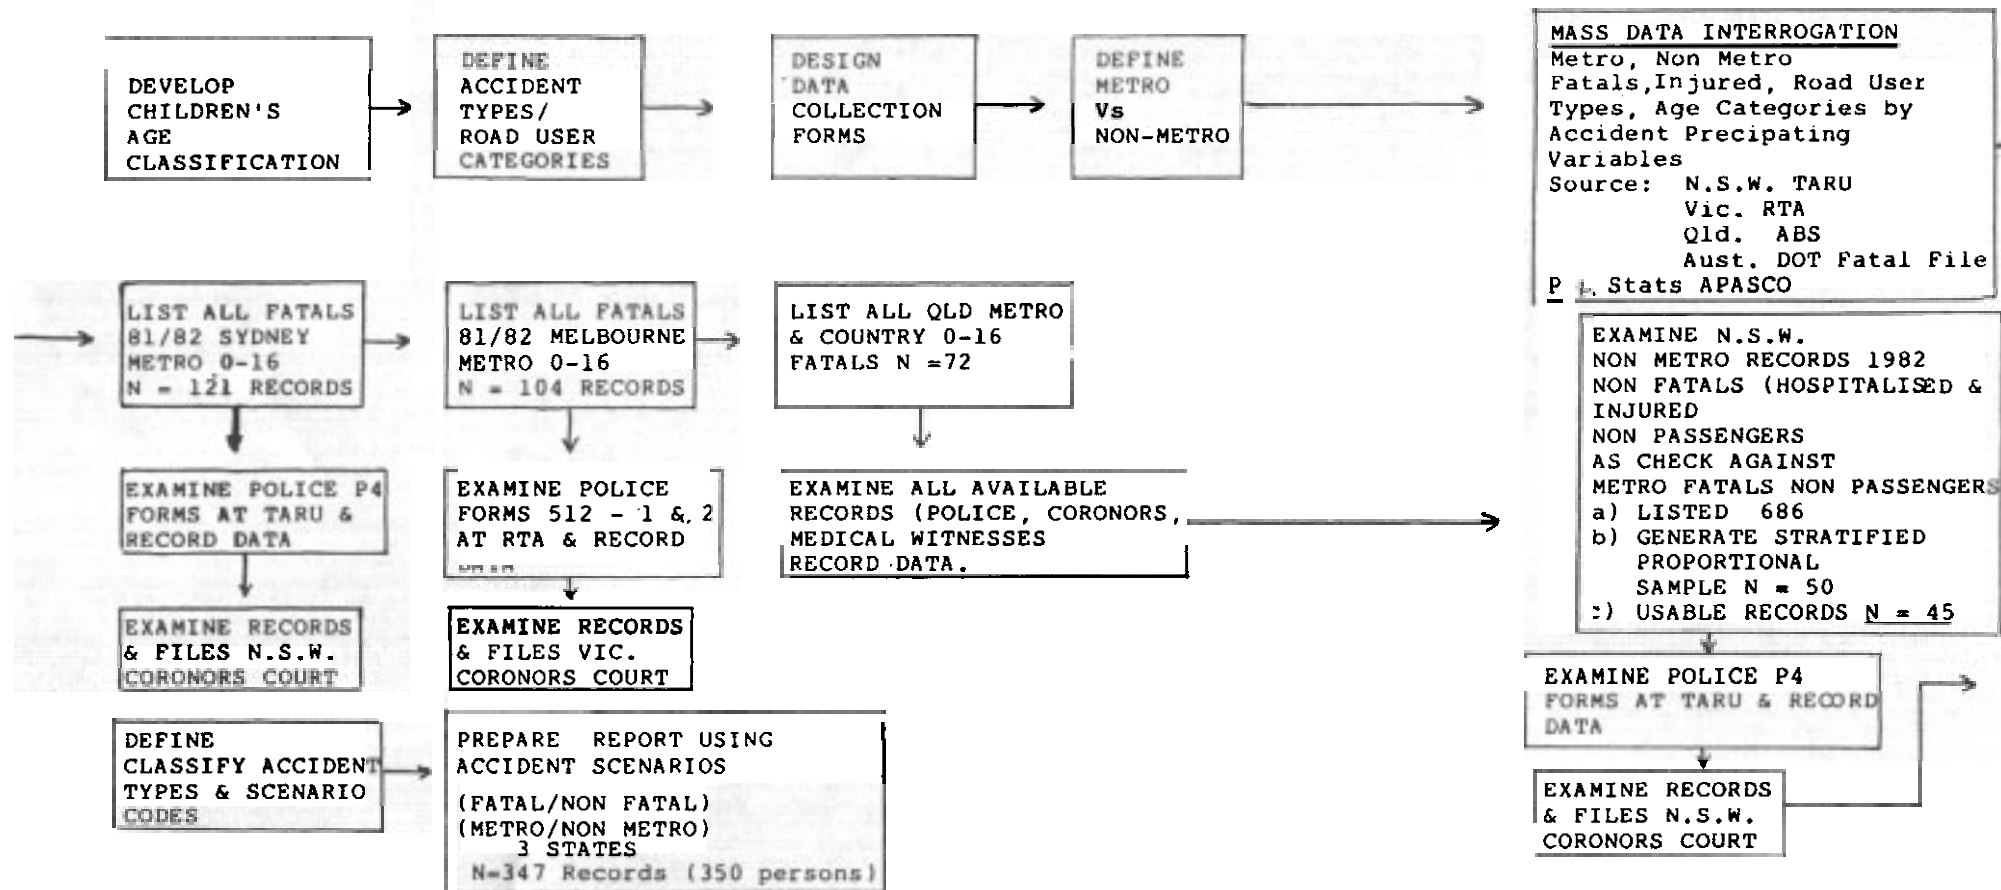 DEVELOP
CHILDREN'S
AGE
CLASSIFICATION
DEFINE
ACCIDENT
TYPES/
ROAD USER
CATEGORIES
DESIGN
DATA
COLLECTION
FORMS
DEFINE
METRO
Vs
NON-METRO
MASS DATA INTERROGATION
Metro, Non Metro
Fatals,Injured, Road User
Types, Age Categories by
Accident Precipating
Variables
Source: N.S.W. TARU
Vic. RTA
Qld. ABS
Aust. DOT Fatal File
P Stats APASCO
LIST ALL FATALS
81/82 SYDNEY
METRO 0-16
N = 121 RECORDS
LIST ALL FATALS
81/82 MELBOURNE
METRO 0-16
N = 104 RECORDS
LIST ALL QLD METRO
& COUNTRY 0-16
FATALS N =72
EXAMINE N.S.W.
NON METRO RECORDS 1982
NON FATALS (HOSPITALISED &
INJURED
NON PASSENGERS
AS CHECK AGAINST
METRO FATALS NON PASSENGERS
a) LISTED 686
b) GENERATE STRATIFIED
PROPORTIONAL
SAMPLE N = 50
:) USABLE RECORDS N = 45
EXAMINE POLICE P4
FORMS AT TARU &
RECORD DATA
EXAMINE POLICE
FORMS 512 - 1 & 2
AT RTA & RECORD
EXAMINE ALL AVAILABLE
RECORDS (POLICE, CORONORS,
MEDICAL WITNESSES
RECORD DATA.
EXAMINE RECORDS
& FILES N.S.W.
CORONORS COURT
EXAMINE RECORDS
& FILES VIC.
CORONORS COURT
EXAMINE POLICE P4
FORMS AT TARU & RECORD
DATA
DEFINE
CLASSIFY ACCIDENT
TYPES & SCENARIO
CODES
PREPARE REPORT USING
ACCIDENT SCENARIOS
(FATAL/NON FATAL)
(METRO/NON METRO)
3 STATES
N=347 Records (350 persons)
EXAMINE RECORDS
& FILES N.S.W.
CORONORS COURT